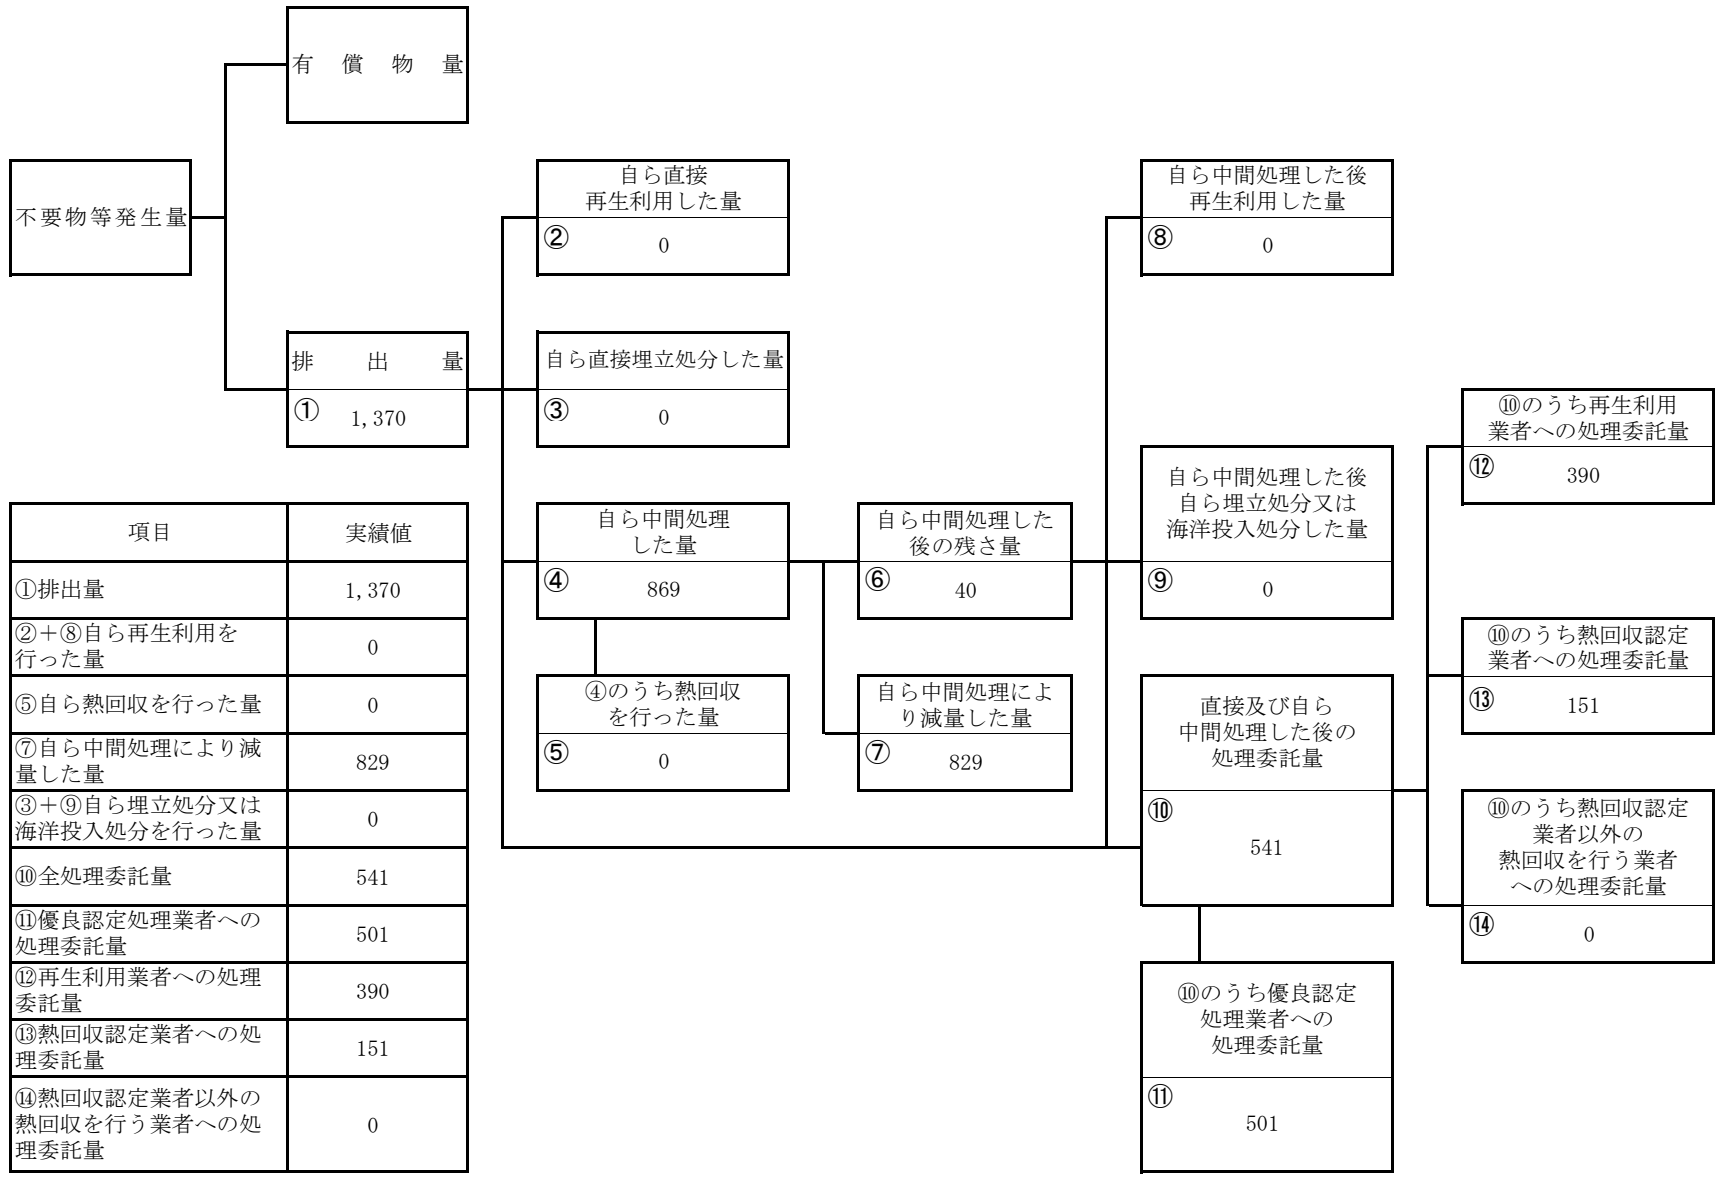 有償物量
不要物等発生量
排出量
① 1,370
自ら直接
再生利用した量
② 0
自ら直接埋立処分した量
③ 0
自ら中間処理
した量
④ 869
④のうち熱回収
を行った量
⑤ 0
自ら中間処理した
後の残さ量
⑥ 40
自ら中間処理によ
り減量した量
⑦ 829
自ら中間処理した後
再生利用した量
⑧ 0
自ら中間処理した後
自ら埋立処分又は
海洋投入処分した量
⑨ 0
直接及び自ら
中間処理した後の
処理委託量
⑩
541
⑩のうち優良認定
処理業者への
処理委託量
⑪
501
⑩のうち再生利用
業者への処理委託量
⑫ 390
⑩のうち熱回収認定
業者への処理委託量
⑬ 151
⑩のうち熱回収認定
業者以外の
熱回収を行う業者
への処理委託量
⑭ 0
項目 実績値
①排出量 1,370
②+⑧自ら再生利用を
行った量 0
⑤自ら熱回収を行った量 0
⑦自ら中間処理により減
量した量 829
③+⑨自ら埋立処分又は
海洋投入処分を行った量 0
⑩全処理委託量 541
⑪優良認定処理業者への
処理委託量 501
⑫再生利用業者への処理
委託量 390
⑬熱回収認定業者への処
理委託量 151
⑭熱回収認定業者以外の
熱回収を行う業者への処
理委託量 0